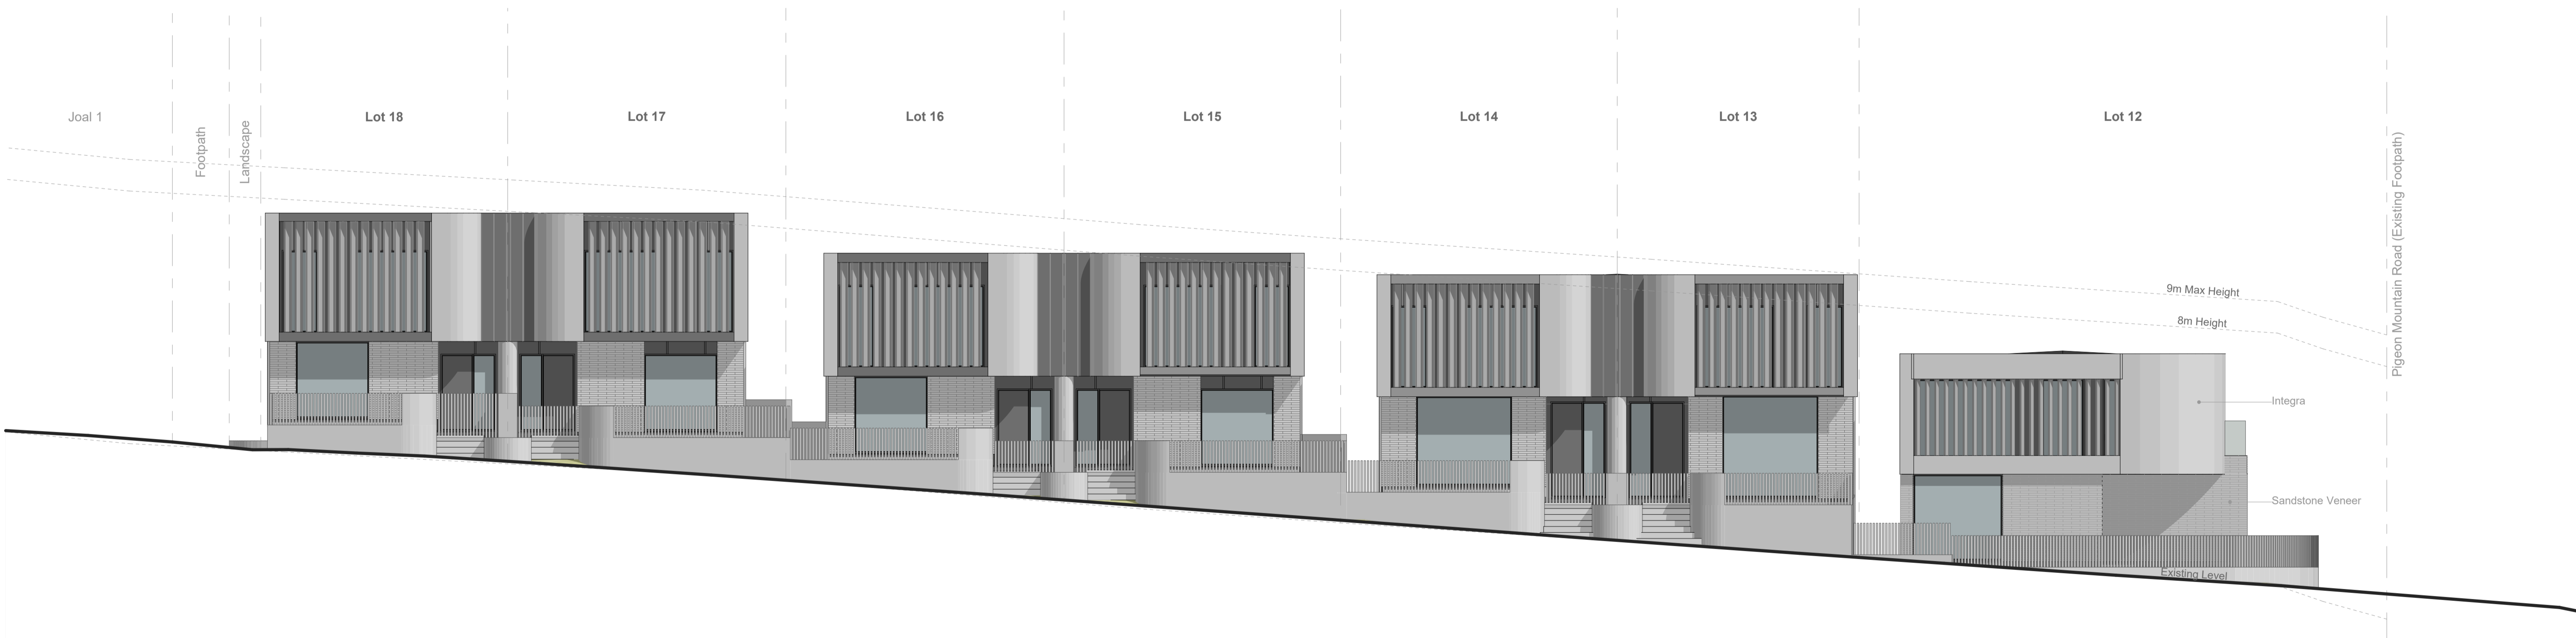 Joal 1
Footpath
Landscape
Lot 18
Lot 17
Lot 16
Lot 15
Lot 14
Lot 13
Lot 12
Pigeon Mountain Road (Existing Footpath)
9m Max Height
8m Height
Integra
Sandstone Veneer
Existing Level